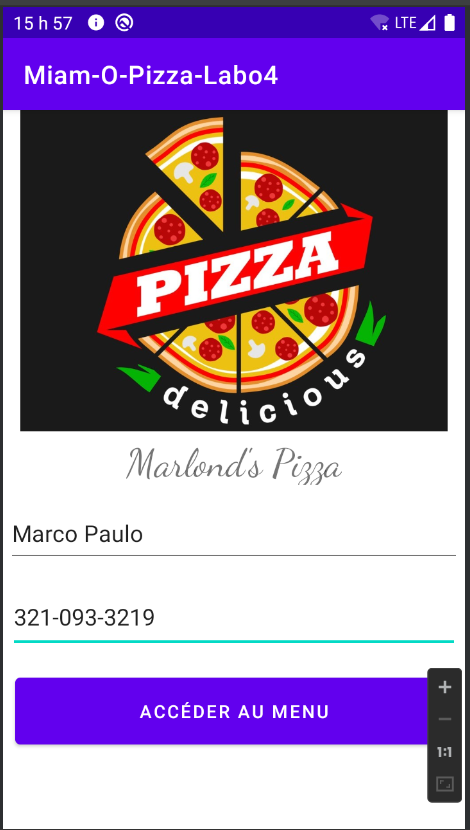 15 h 57 LTE
Miam-O-Pizza-Labo4
PIZZA
delicious
Marlond's Pizza
Marco Paulo
321-093-3219
ACCÉDER AU MENU
1:1